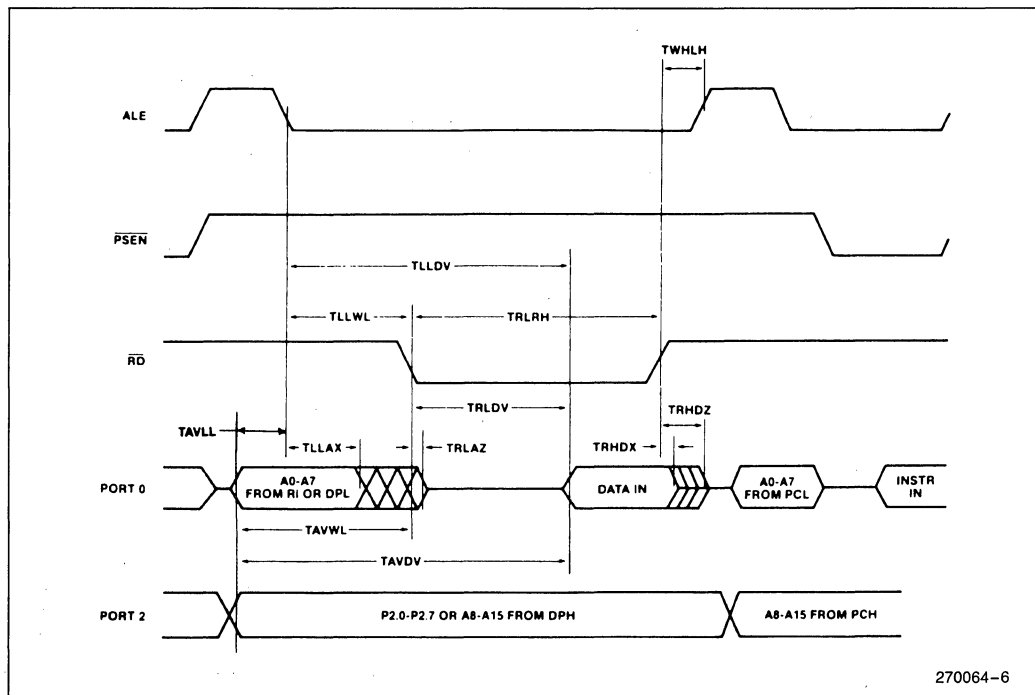 TWHLH
ALE
PSEN
TLLDV
TLLWL
TRLRH
RD
TRLDV
TRHDZ
TAVLL
TLLAX
TRLAZ
TRHDX
PORT 0
A0-A7
FROM RI OR DPL
DATA IN
A0-A7
FROM PCL
INSTR
IN
TAVWL
TAVDV
PORT 2
P2.0-P2.7 OR A8-A15 FROM DPH
A8-A15 FROM PCH
270064-6